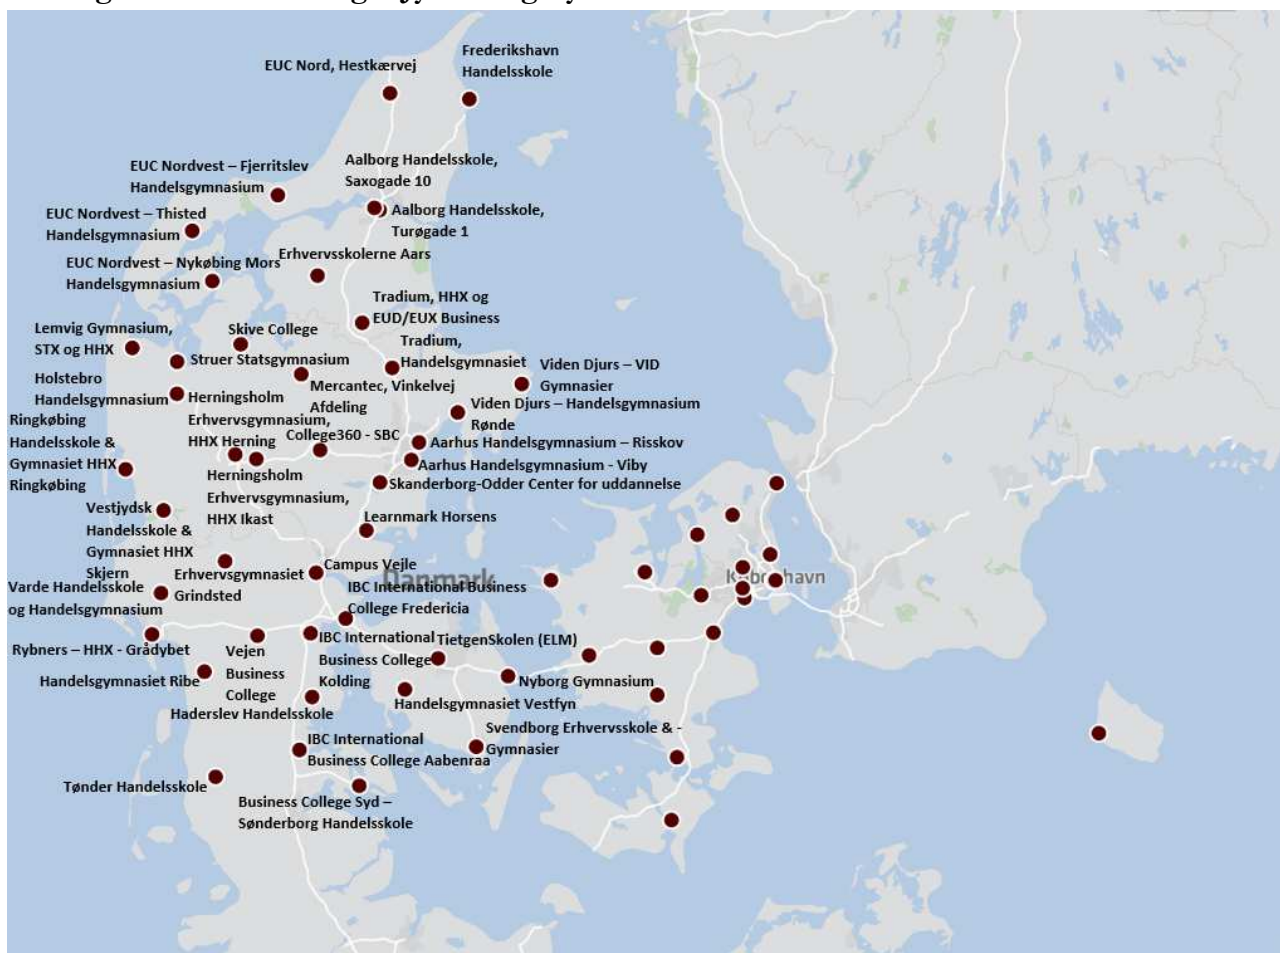 EUC Nord, Hestkærvej
Frederikshavn
Handelsskole
EUC Nordvest – Fjerritslev
Handelsgymnasium
Aalborg Handelsskole,
Saxogade 10
EUC Nordvest – Thisted
Handelsgymnasium
Aalborg Handelsskole,
Turøgade 1
Erhvervsskolerne Aars
EUC Nordvest – Nykøbing Mors
Handelsgymnasium
Tradium, HHX og
EUD/EUX Business
Lemvig Gymnasium,
STX og HHX
Skive College
Tradium,
Handelsgymnasiet
Struer Statsgymnasium
Viden Djurs – VID
Gymnasier
Holstebro
Handelsgymnasium
Mercantec, Vinkelvej
Afdeling
Viden Djurs – Handelsgymnasium
Rønde
Herningsholm
Erhvervsgymnasium,
HHX Herning
Ringkøbing
Handelsskole &
Gymnasiet HHX
Ringkøbing
College360 - SBC
Aarhus Handelsgymnasium – Risskov
Aarhus Handelsgymnasium - Viby
Herningsholm
Erhvervsgymnasium,
HHX Ikast
Skanderborg-Odder Center for uddannelse
Vestjydsk
Handelsskole &
Gymnasiet HHX
Skjern
Learnmark Horsens
Erhvervsgymnasiet
Grindsted
Campus Vejle
Danmark
København
Varde Handelsskole
og Handelsgymnasium
IBC International Business
College Fredericia
Rybners – HHX - Grådybet
Vejen
Business
College
IBC International
Business College
Kolding
TietgenSkolen (ELM)
Handelsgymnasiet Ribe
Nyborg Gymnasium
Haderslev Handelsskole
Handelsgymnasiet Vestfyn
Svendborg Erhvervsskole & -
Gymnasier
IBC International
Business College Aabenraa
Tønder Handelsskole
Business College Syd –
Sønderborg Handelsskole